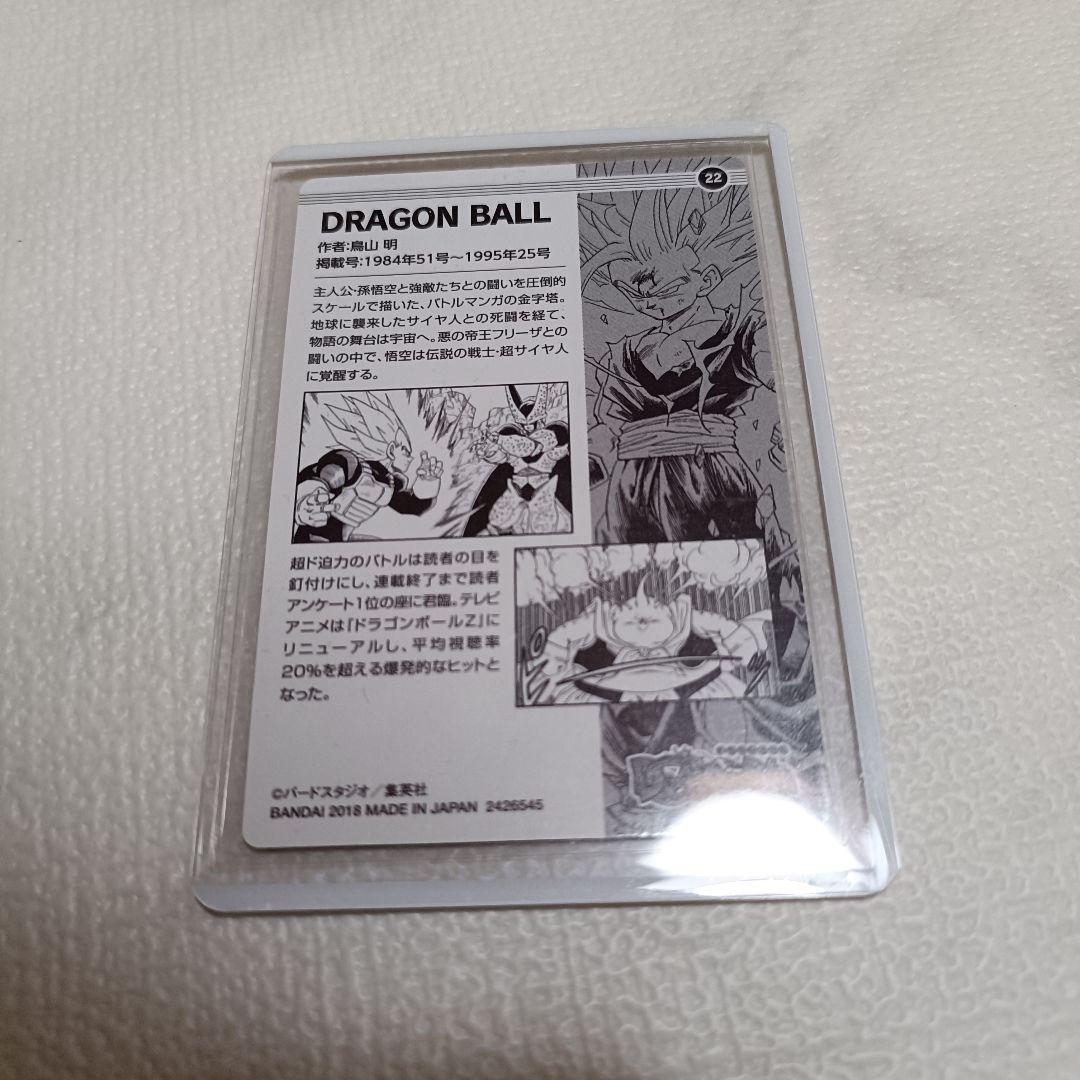 22
DRAGON BALL
作者:鳥山 明
掲載号:1984年51号～1995年25号
主人公・孫悟空と強敵たちとの闘いを圧倒的
スケールで描いた、バトルマンガの金字塔。
地球に襲来したサイヤ人との死闘を経て、
物語の舞台は宇宙へ。悪の帝王フリーザとの
闘いの中で、悟空は伝説の戦士・超サイヤ人
に覚醒する。
超ド迫力のバトルは読者の目を
釘付けにし、連載終了まで読者
アンケート1位の座に君臨。テレビ
アニメは「ドラゴンボールZ」に
リニューアルし、平均視聴率
20%を超える爆発的なヒットと
なった。
©バードスタジオ／集英社
BANDAI 2018 MADE IN JAPAN 2426545